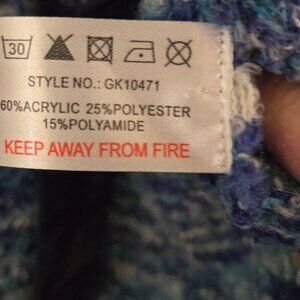 30
STYLE NO.: GK10471
60%ACRYLIC 25%POLYESTER
15%POLYAMIDE
KEEP AWAY FROM FIRE